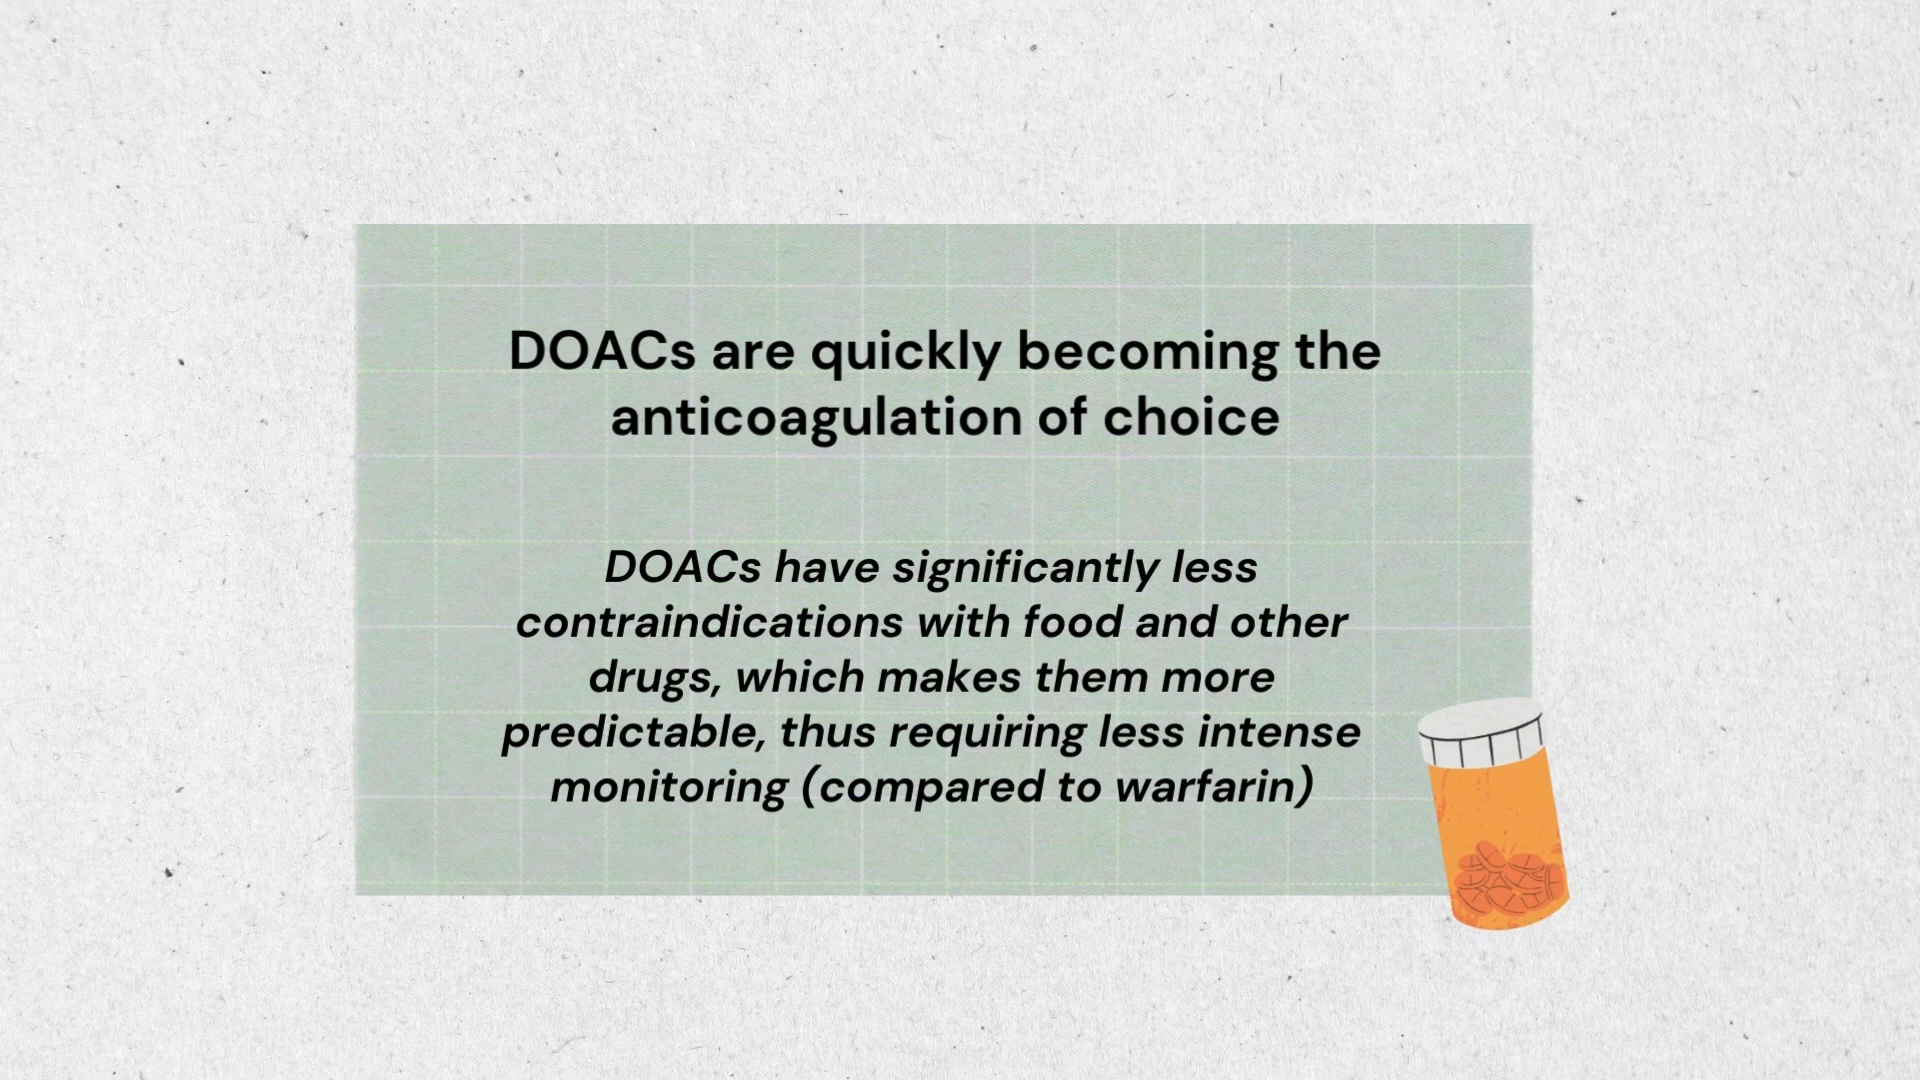 DOACs are quickly becoming the
anticoagulation of choice
DOACs have significantly less
contraindications with food and other
drugs, which makes them more
predictable, thus requiring less intense
monitoring (compared to warfarin)